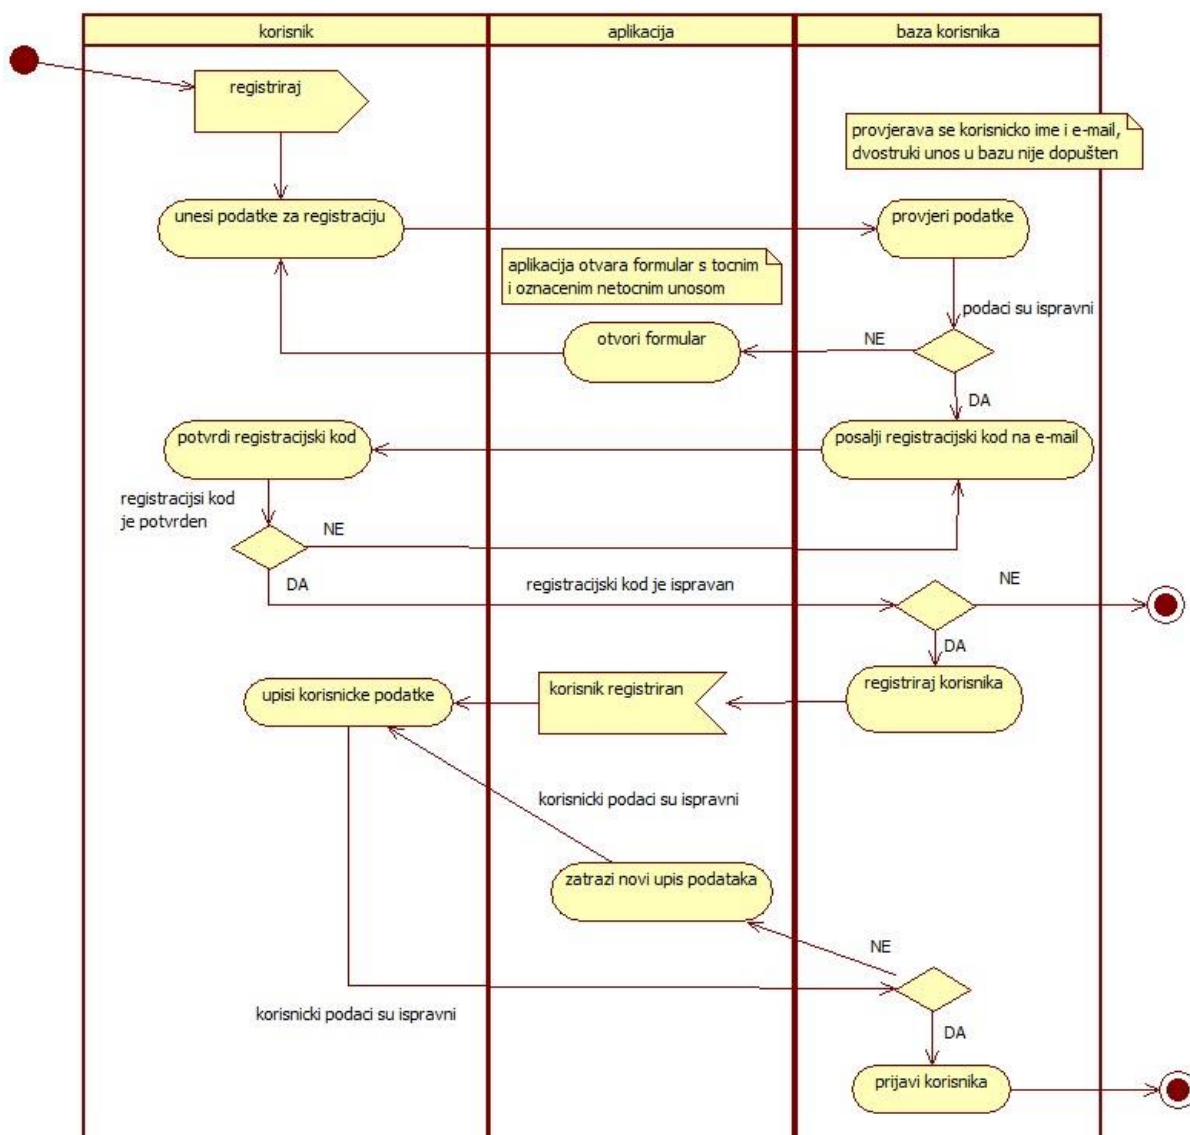 korisnik
aplikacija
baza korisnika
registriraj
provjerava se korisnicko ime i e-mail,
dvostruki unos u bazu nije dopušten
unesi podatke za registraciju
provjeri podatke
aplikacija otvara formular s tocnim
i oznacenim netocnim unosom
podaci su ispravni
otvori formular
NE
DA
potvrdi registracijski kod
posalji registracijski kod na e-mail
registracijsi kod
je potvrden
NE
DA
registracijski kod je ispravan
NE
DA
upisi korisnicke podatke
korisnik registriran
registriraj korisnika
korisnicki podaci su ispravni
zatrazi novi upis podataka
NE
korisnicki podaci su ispravni
DA
prijavi korisnika